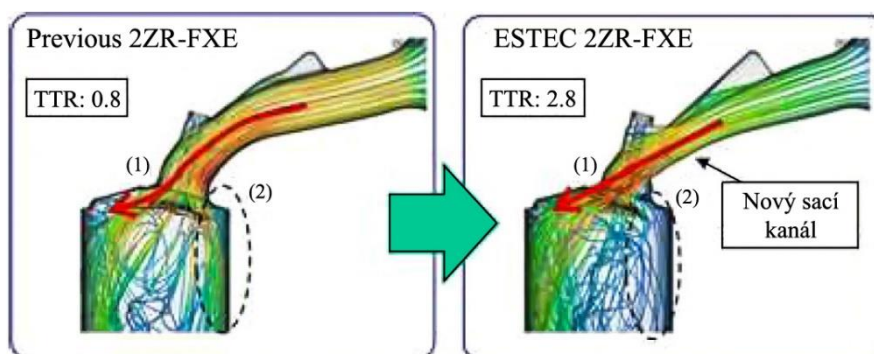 Previous 2ZR-FXE
TTR: 0.8
(1)
(2)
ESTEC 2ZR-FXE
TTR: 2.8
(1)
(2)
Nový sací
kanál